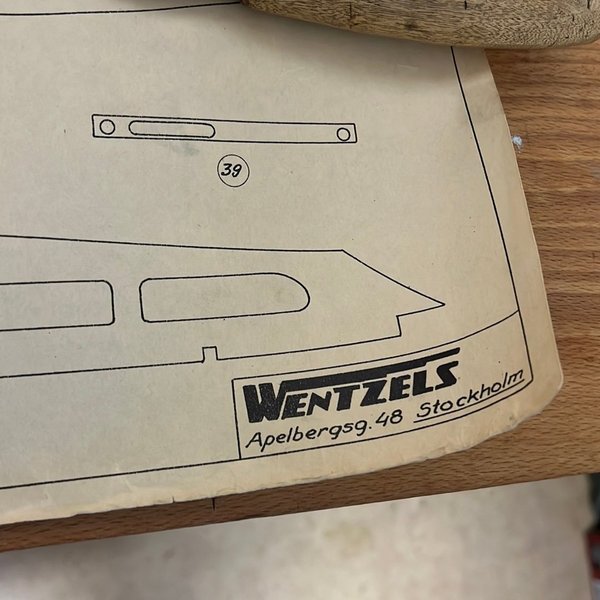 39
WENTZELS
Apelbergsg. 48 Stockholm